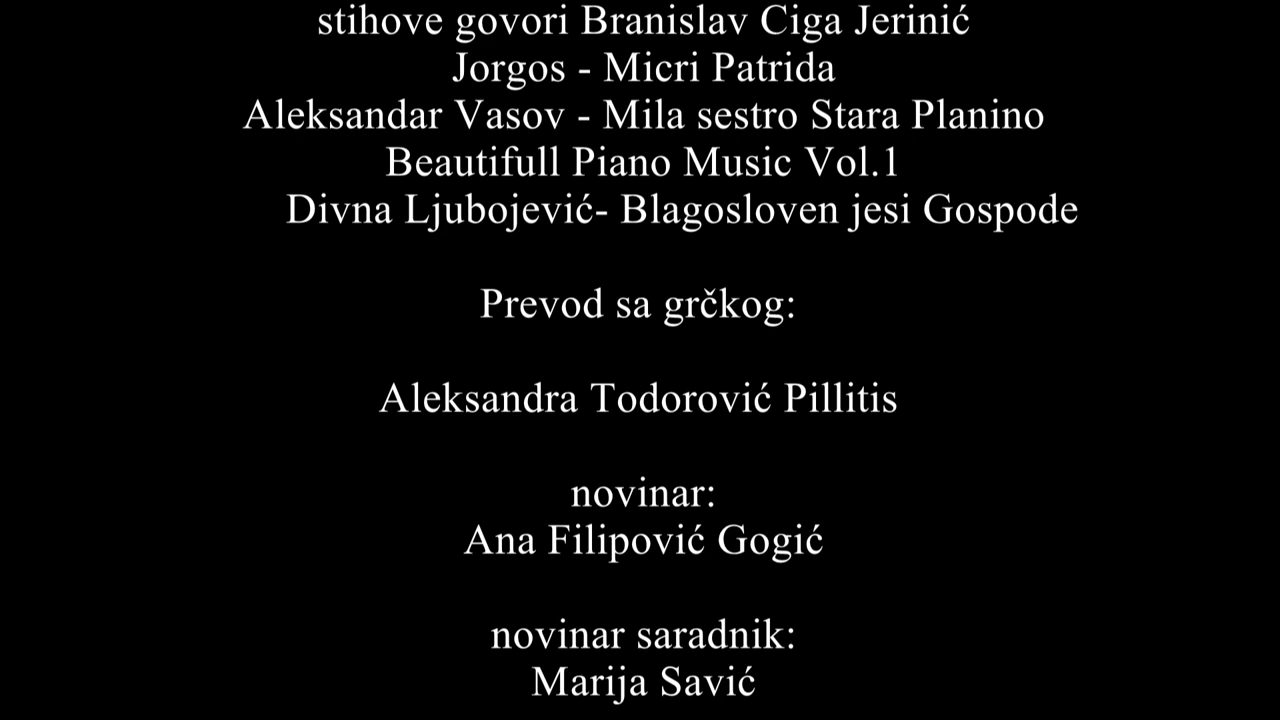 stihove govori Branislav Ciga Jerinić
Jorgos - Micri Patrida
Aleksandar Vasov - Mila sestro Stara Planino
Beautifull Piano Music Vol.1
Divna Ljubojević- Blagosloven jesi Gospode
Prevod sa grčkog:
Aleksandra Todorović Pillitis
novinar:
Ana Filipović Gogić
novinar saradnik:
Marija Savić